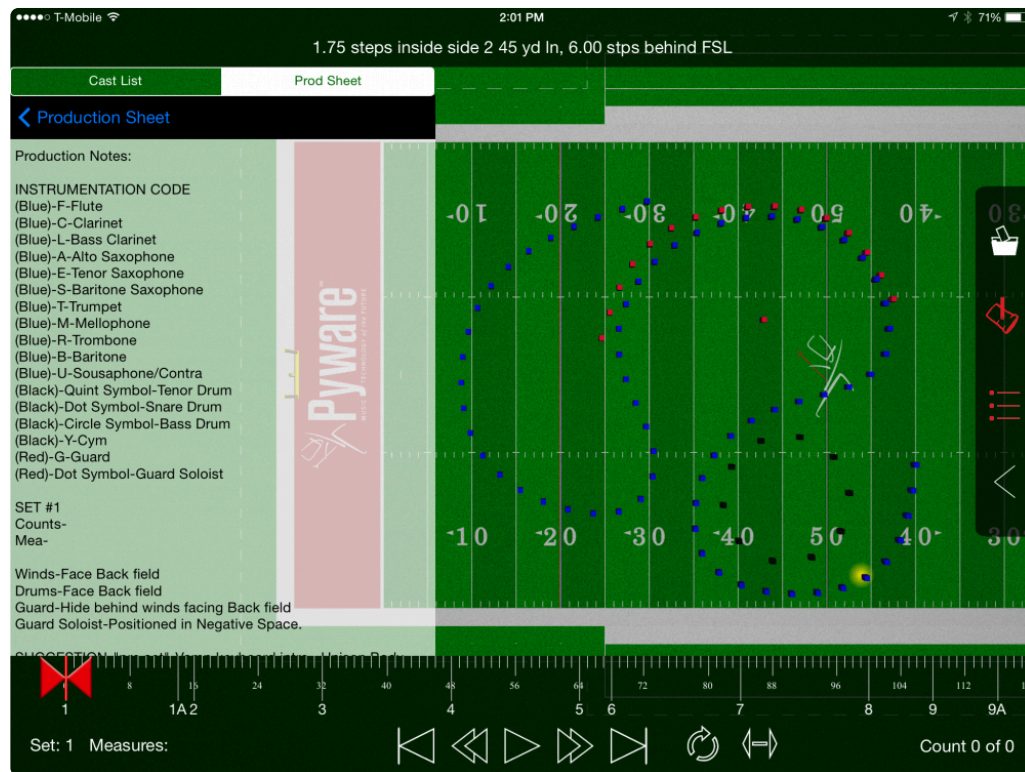 T-Mobile
2:01 PM
71%
1.75 steps inside side 2 45 yd ln, 6.00 stps behind FSL
Cast List
Prod Sheet
Production Sheet
Production Notes:
INSTRUMENTATION CODE
(Blue)-F-Flute
(Blue)-C-Clarinet
(Blue)-L-Bass Clarinet
(Blue)-A-Alto Saxophone
(Blue)-E-Tenor Saxophone
(Blue)-S-Baritone Saxophone
(Blue)-T-Trumpet
(Blue)-M-Mellophone
(Blue)-R-Trombone
(Blue)-B-Baritone
(Blue)-U-Sousaphone/Contra
(Black)-Quint Symbol-Tenor Drum
(Black)-Dot Symbol-Snare Drum
(Black)-Circle Symbol-Bass Drum
(Black)-Y-Cym
(Red)-G-Guard
(Red)-Dot Symbol-Guard Soloist
SET #1
Counts-
Mea-
Winds-Face Back field
Drums-Face Back field
Guard-Hide behind winds facing Back field
Guard Soloist-Positioned in Negative Space.
Pyware
10 20 30 40 50 40 30
10 20 30 40 50 40 30
8 15 24 32 40 48 56 64 72 80 88 96 104 112
1 1A 2 3 4 5 6 7 8 9 9A
Set: 1 Measures:
Count 0 of 0